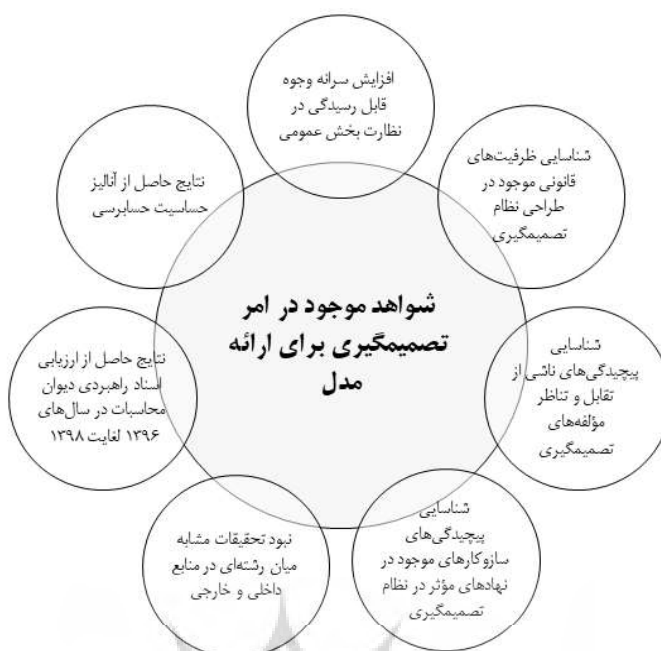 افزایش سرانه وجوه
قابل رسیدگی در
نظارت بخش عمومی
شناسایی ظرفیت‌های
قانونی موجود در
طراحی نظام
تصمیمگیری
نتایج حاصل از آنالیز
حساسیت حسابرسی
شواهد موجود در امر
تصمیمگیری برای ارائه
مدل
شناسایی
پیچیدگی‌های ناشی از
تقابل و تناظر
مؤلفه‌های
تصمیمگیری
نتایج حاصل از ارزیابی
اسناد راهبردی دیوان
محاسبات در سال‌های
۱۳۹۶ لغایت ۱۳۹۸
شناسایی
پیچیدگی‌های
سازوکارهای موجود در
نهادهای مؤثر در نظام
تصمیمگیری
نبود تحقیقات مشابه
میان رشته‌ای در منابع
داخلی و خارجی